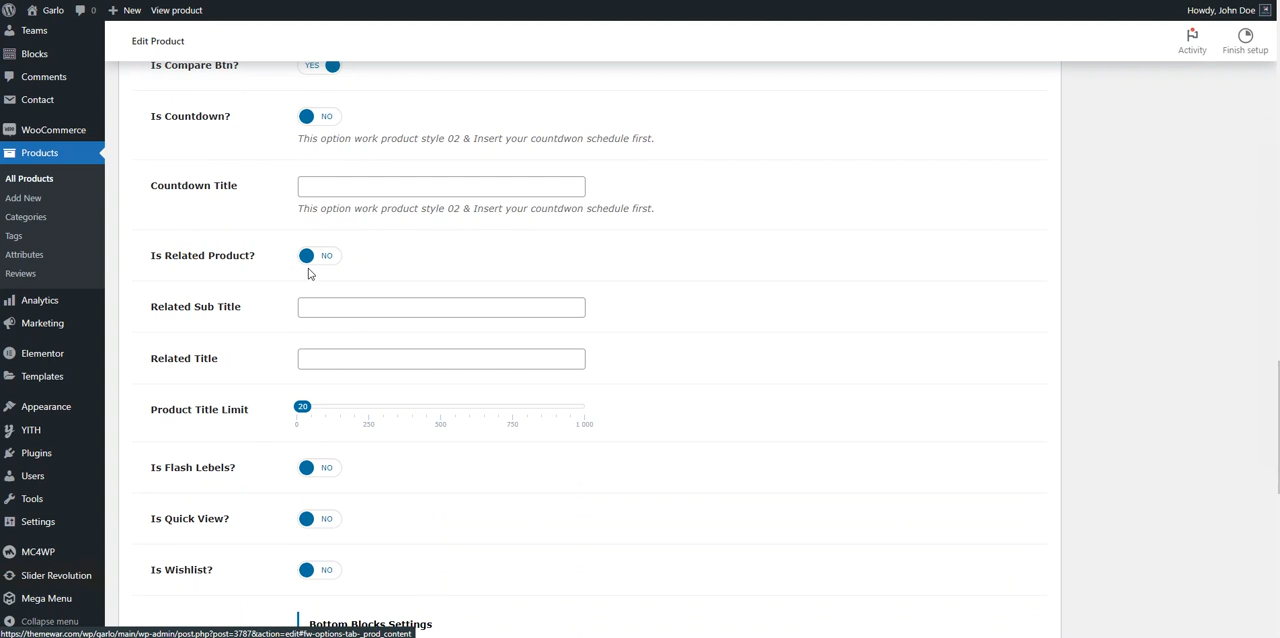 Garlo 0 New View product Howdy, John Doe
Teams
Edit Product
Activity Finish setup
Blocks
Comments
Contact
WooCommerce
Products
All Products
Add New
Categories
Tags
Attributes
Reviews
Analytics
Marketing
Elementor
Templates
Appearance
YITH
Plugins
Users
Tools
Settings
MC4WP
Slider Revolution
Mega Menu
Collapse menu
Is Compare Btn? YES
Is Countdown? NO
This option work product style 02 & Insert your countdwon schedule first.
Countdown Title
This option work product style 02 & Insert your countdwon schedule first.
Is Related Product? NO
Related Sub Title
Related Title
Product Title Limit 20
0 250 500 750 1 000
Is Flash Lebels? NO
Is Quick View? NO
Is Wishlist? NO
Bottom Blocks Settings
https://themewar.com/wp/garlo/main/wp-admin/post.php?post=3787&action=edit#fw-options-tab-_prod_content